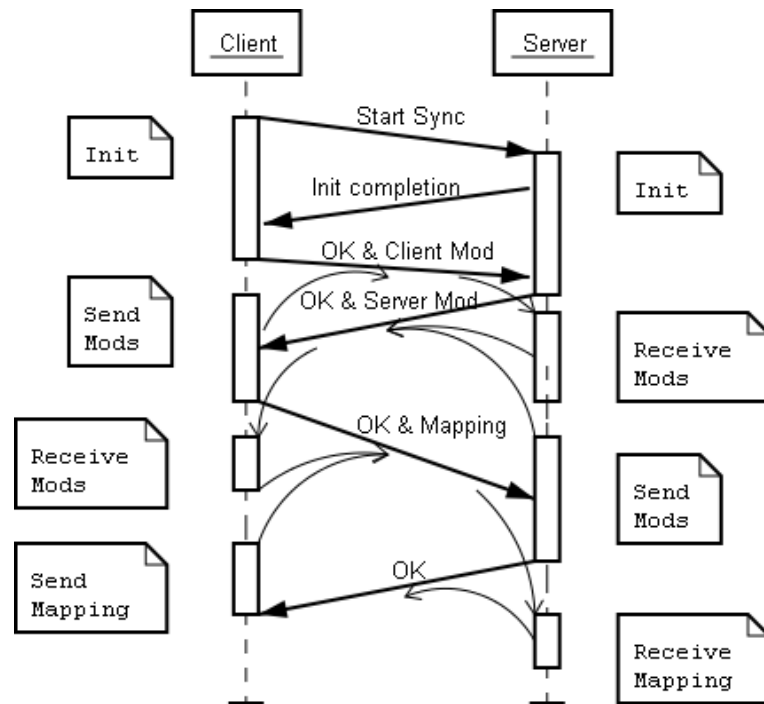 Client
Server
Start Sync
Init
Init
Init completion
OK & Client Mod
Send
Mods
OK & Server Mod
Receive
Mods
OK & Mapping
Receive
Mods
Send
Mods
OK
Send
Mapping
Receive
Mapping